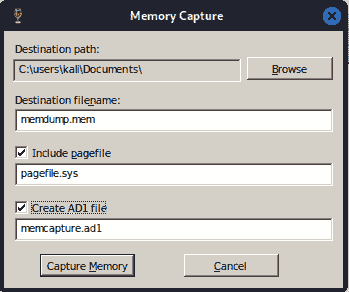 Memory Capture
Destination path:
C:\users\kali\Documents\
Browse
Destination filename:
memdump.mem
Include pagefile
pagefile.sys
Create AD1 file
memcapture.ad1
Capture Memory
Cancel